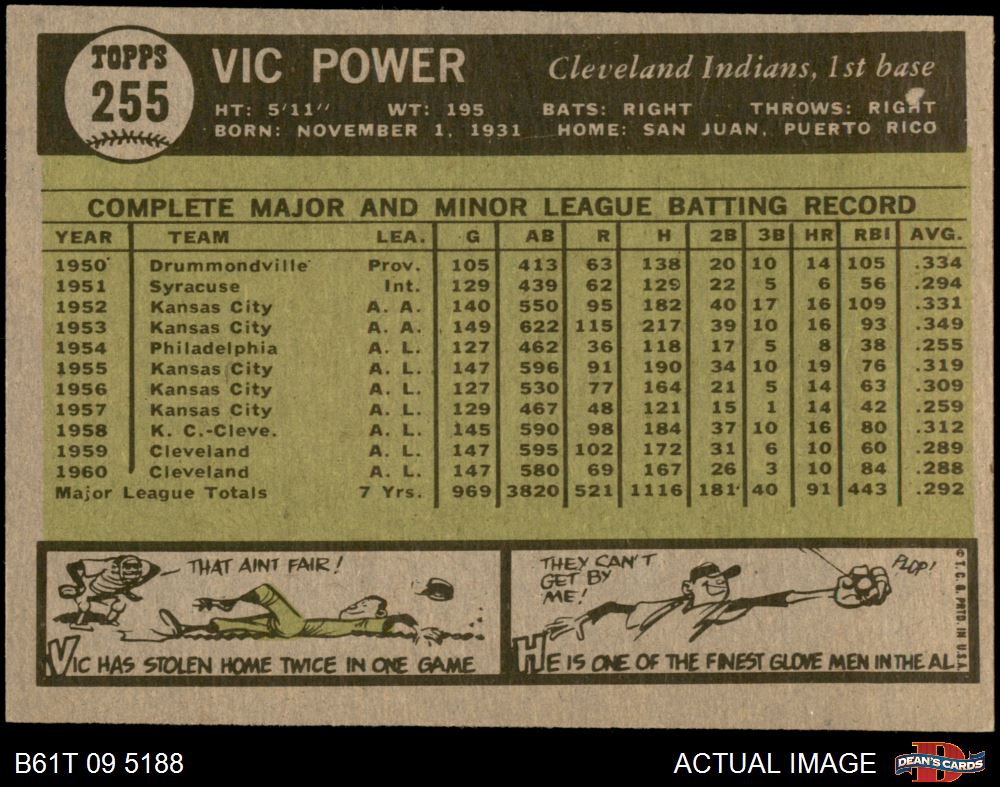 TOPPS
255
VIC POWER
Cleveland Indians, 1st base
HT: 5'11" WT: 195 BATS: RIGHT THROWS: RIGHT
BORN: NOVEMBER 1, 1931 HOME: SAN JUAN, PUERTO RICO
COMPLETE MAJOR AND MINOR LEAGUE BATTING RECORD
YEAR TEAM LEA. G AB R H 2B 3B HR RBI AVG.
1950 Drummondville Prov. 105 413 63 138 20 10 14 105 .334
1951 Syracuse Int. 129 439 62 129 22 5 6 56 .294
1952 Kansas City A. A. 140 550 95 182 40 17 16 109 .331
1953 Kansas City A. A. 149 622 115 217 39 10 16 93 .349
1954 Philadelphia A. L. 127 462 36 118 17 5 8 38 .255
1955 Kansas City A. L. 147 596 91 190 34 10 19 76 .319
1956 Kansas City A. L. 127 530 77 164 21 5 14 63 .309
1957 Kansas City A. L. 129 467 48 121 15 1 14 42 .259
1958 K. C.-Cleve. A. L. 145 590 98 184 37 10 16 80 .312
1959 Cleveland A. L. 147 595 102 172 31 6 10 60 .289
1960 Cleveland A. L. 147 580 69 167 26 3 10 84 .288
Major League Totals 7 Yrs. 969 3820 521 1116 181 40 91 443 .292
THAT AINT FAIR!
VIC HAS STOLEN HOME TWICE IN ONE GAME
THEY CAN'T
GET BY
ME!
PLOP!
HE IS ONE OF THE FINEST GLOVE MEN IN THE AL
© T. C. G. PRTD. IN U.S.A.
B61T 09 5188
ACTUAL IMAGE
D
DEAN'S CARDS